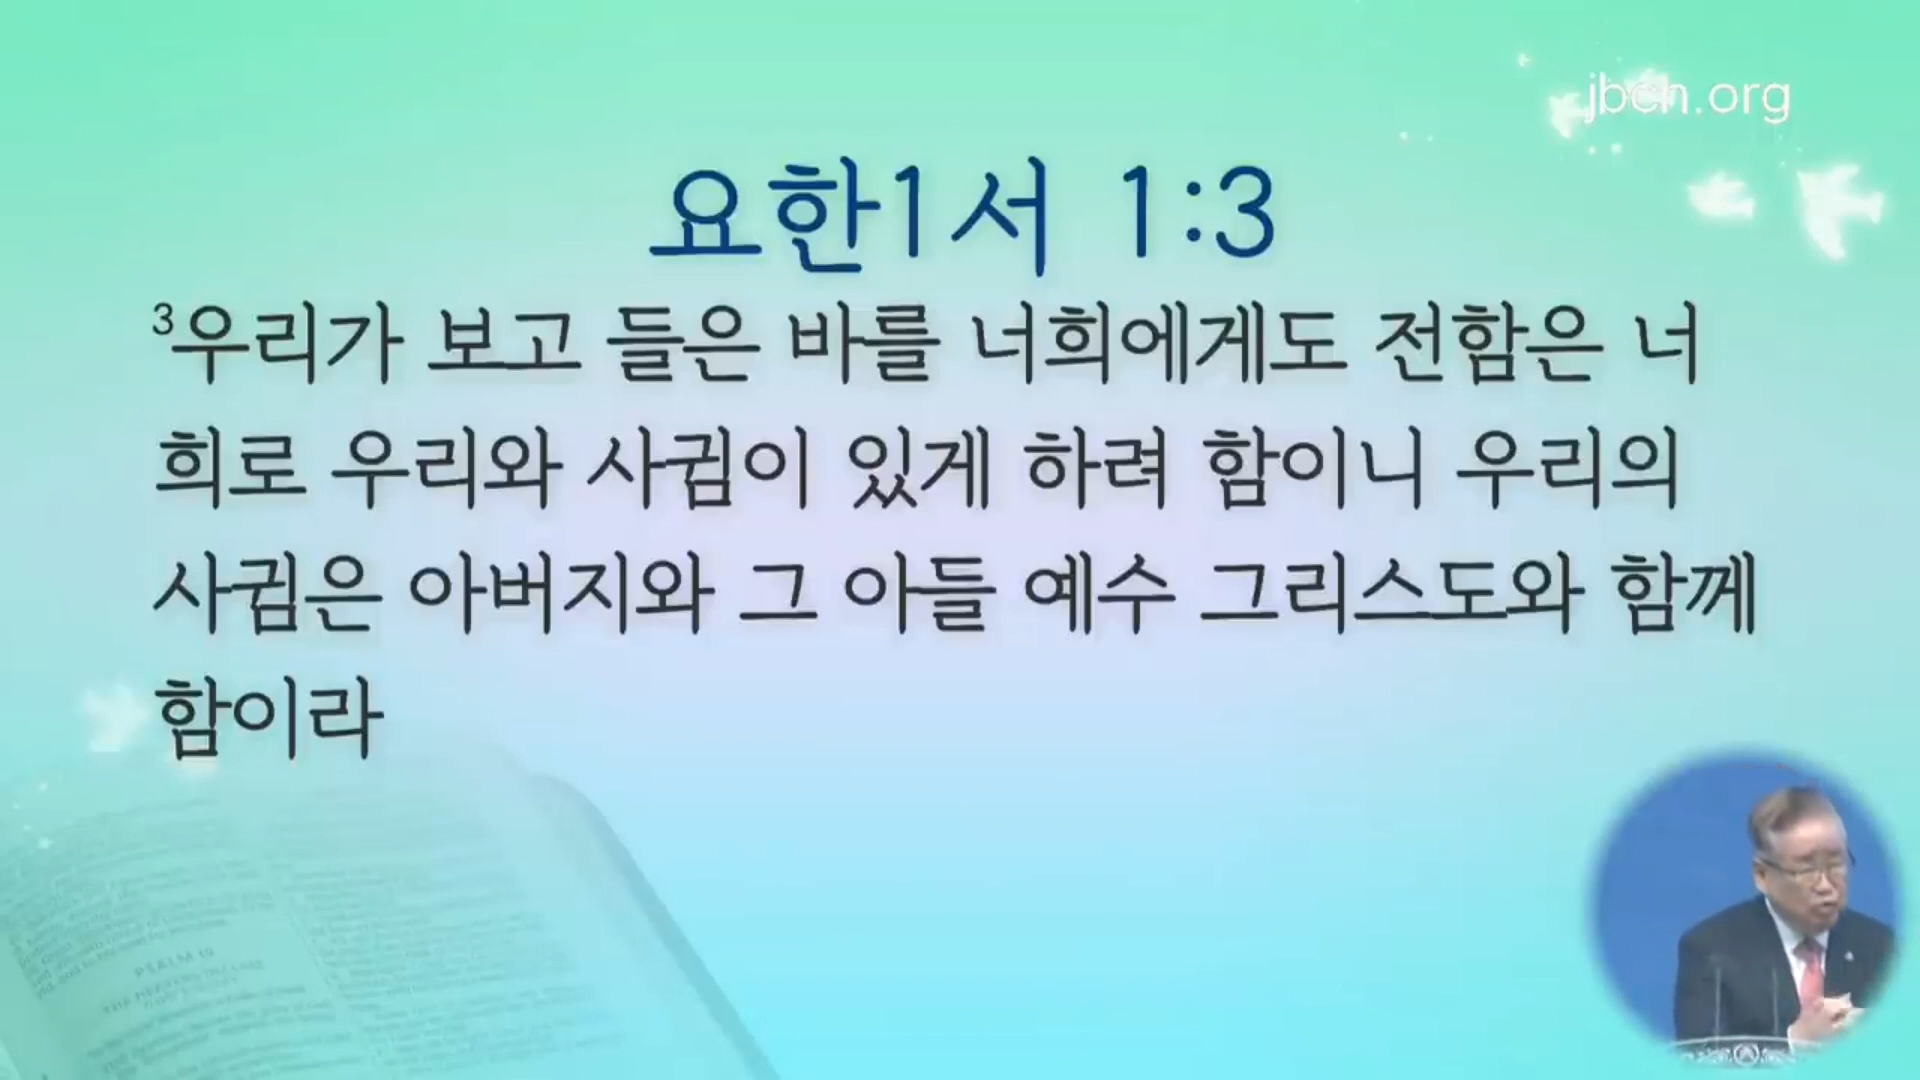 jbch.org
요한1서 1:3
3우리가 보고 들은 바를 너희에게도 전함은 너
희로 우리와 사귐이 있게 하려 함이니 우리의
사귐은 아버지와 그 아들 예수 그리스도와 함께
함이라
PSALM 19